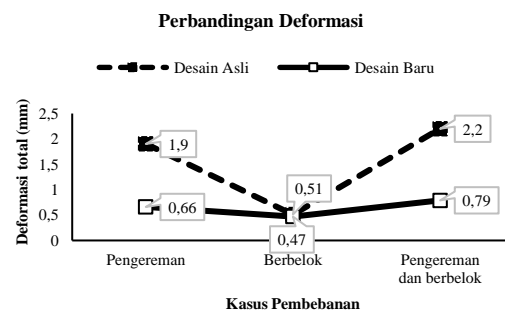 Perbandingan Deformasi
Desain Asli
Desain Baru
Deformasi total (mm)
2,5
2
1,5
1
0,5
0
1,9
0,51
2,2
0,66
0,47
0,79
Pengereman
Berbelok
Pengereman
dan berbelok
Kasus Pembebanan